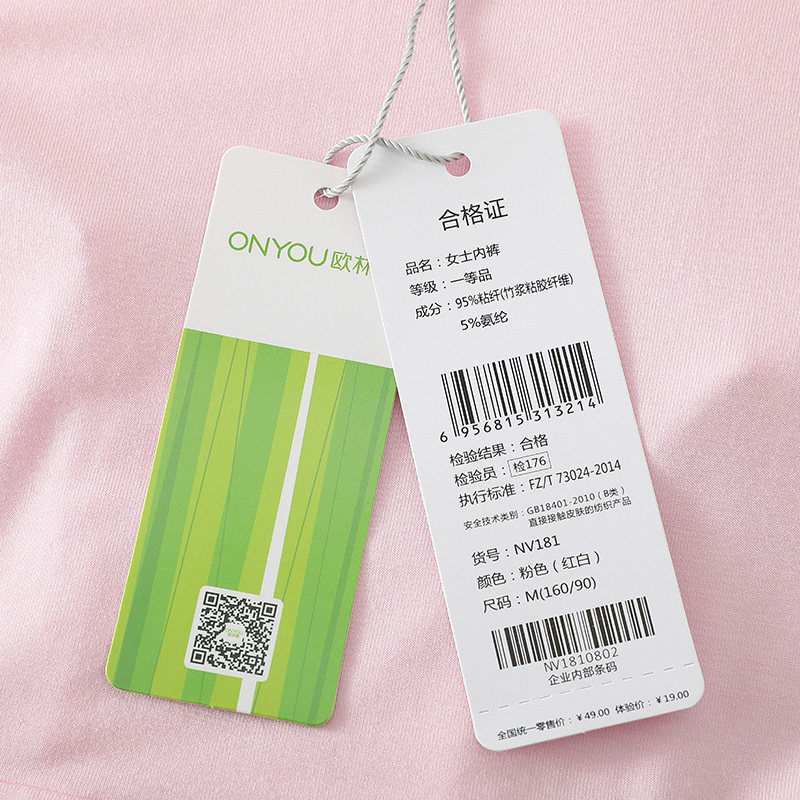 ONYOU欧林
合格证
品名：女士内裤
等级：一等品
成分：95%粘纤(竹浆粘胶纤维)
5%氨纶
6 956815 313214
检验结果：合格
检验员：检176
执行标准：FZ/T 73024-2014
安全技术类别：GB18401-2010（B类）
直接接触皮肤的纺织产品
货号：NV181
颜色：粉色（红白）
尺码：M(160/90)
NV1810802
企业内部条码
全国统一零售价：￥49.00 体验价：￥19.00